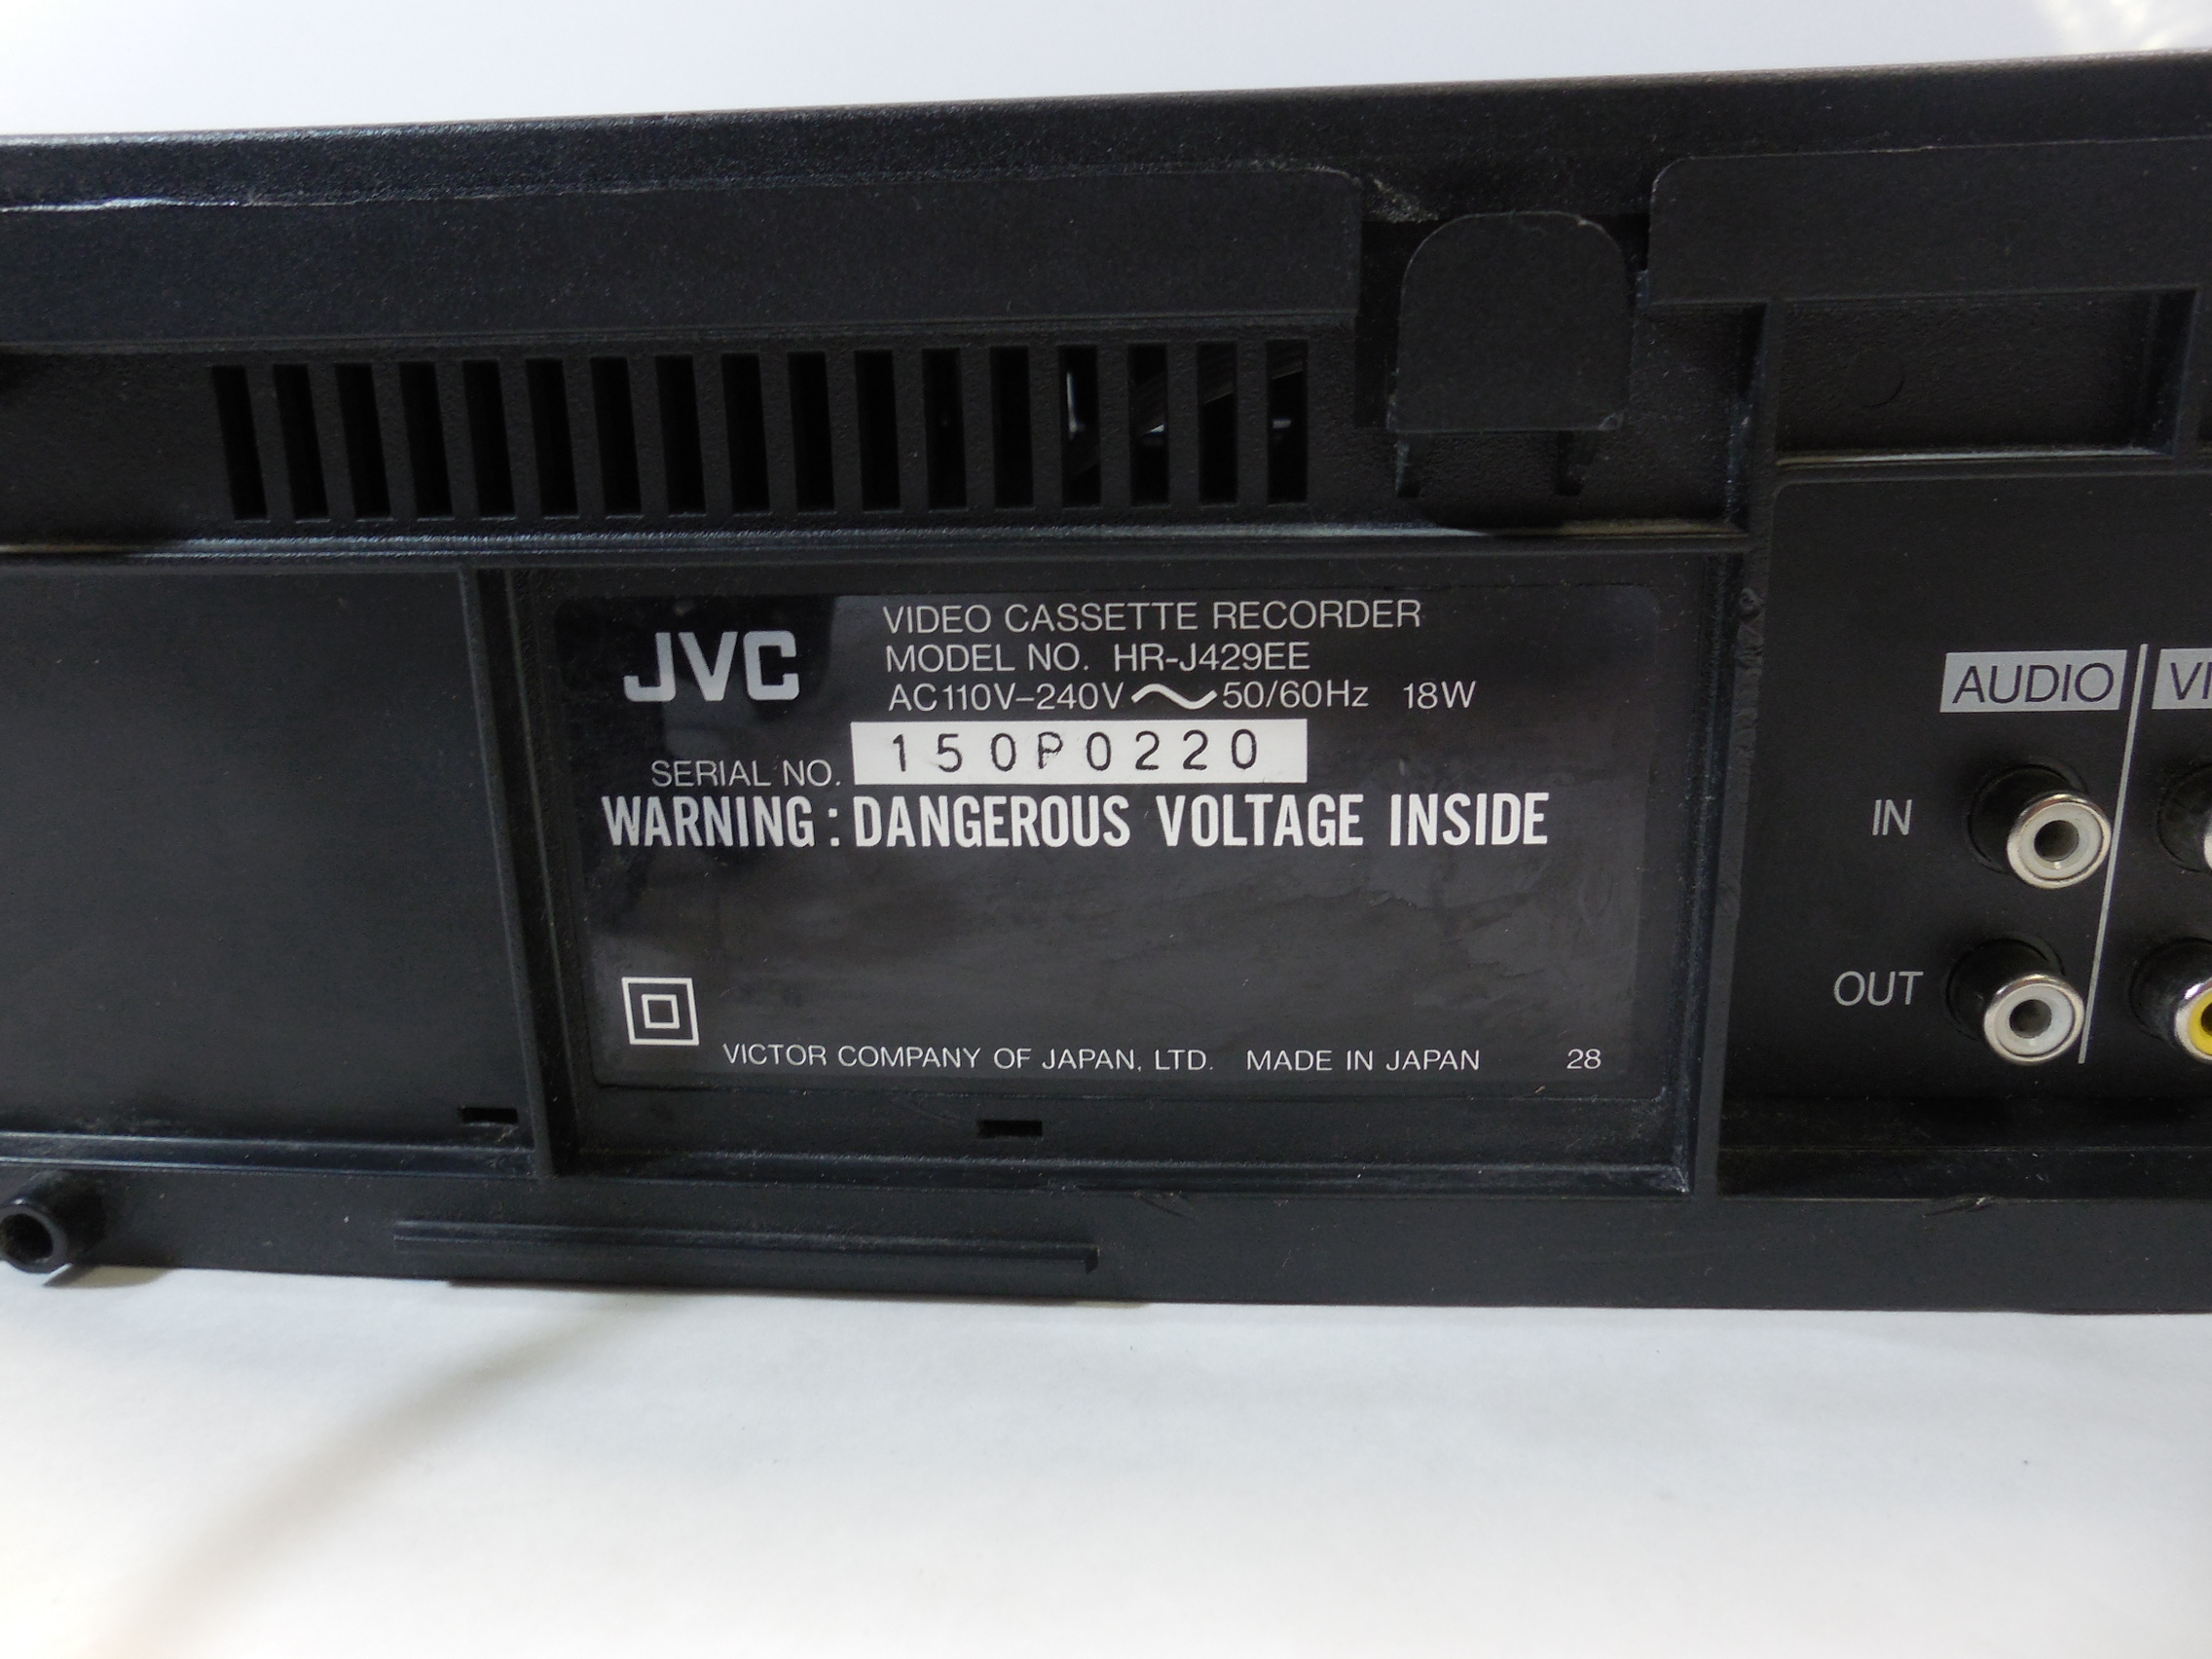 VIDEO CASSETTE RECORDER
JVC
MODEL NO. HR-J429EE
AC110V–240V 50/60Hz 18W
SERIAL NO. 150P0220
WARNING : DANGEROUS VOLTAGE INSIDE
VICTOR COMPANY OF JAPAN, LTD. MADE IN JAPAN 28
AUDIO
IN
OUT